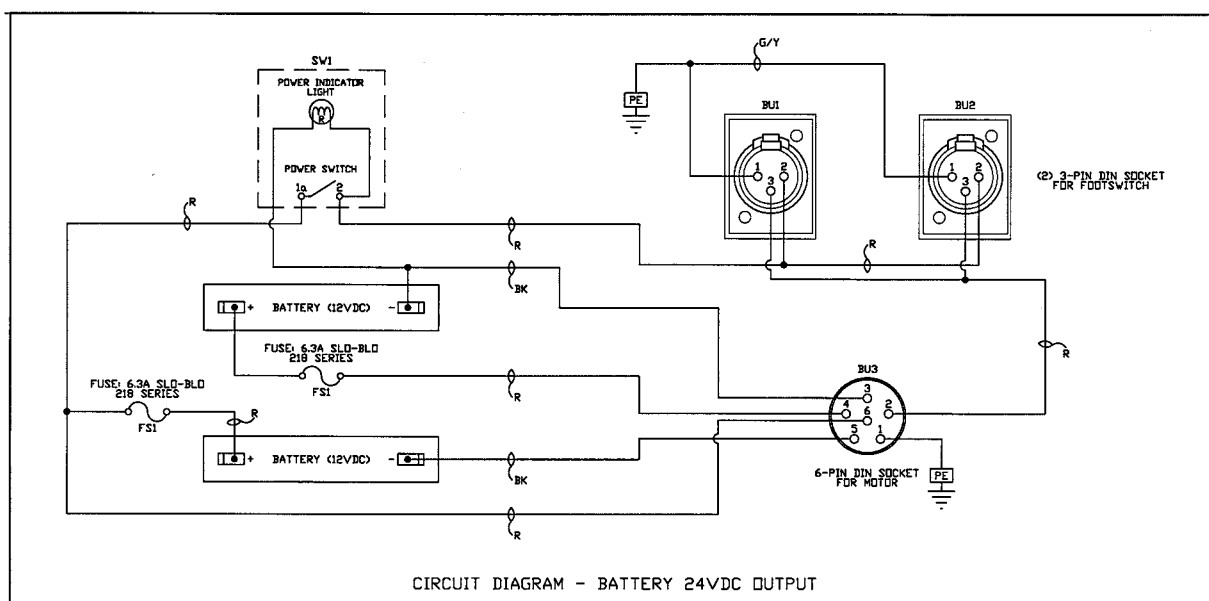 SW1
POWER INDICATOR
LIGHT
R
POWER SWITCH
1a
2
R
R
BK
G/Y
PE
BU1
1
2
3
BU2
1
2
3
(2) 3-PIN DIN SOCKET
FOR FOOTSWITCH
R
+
BATTERY (12VDC)
-
FUSE: 6.3A SLO-BLO
218 SERIES
FS1
R
R
FUSE: 6.3A SLO-BLO
218 SERIES
FS1
R
+
BATTERY (12VDC)
-
BK
R
BU3
3
4
6
2
5
1
6-PIN DIN SOCKET
FOR MOTOR
PE
CIRCUIT DIAGRAM - BATTERY 24VDC OUTPUT